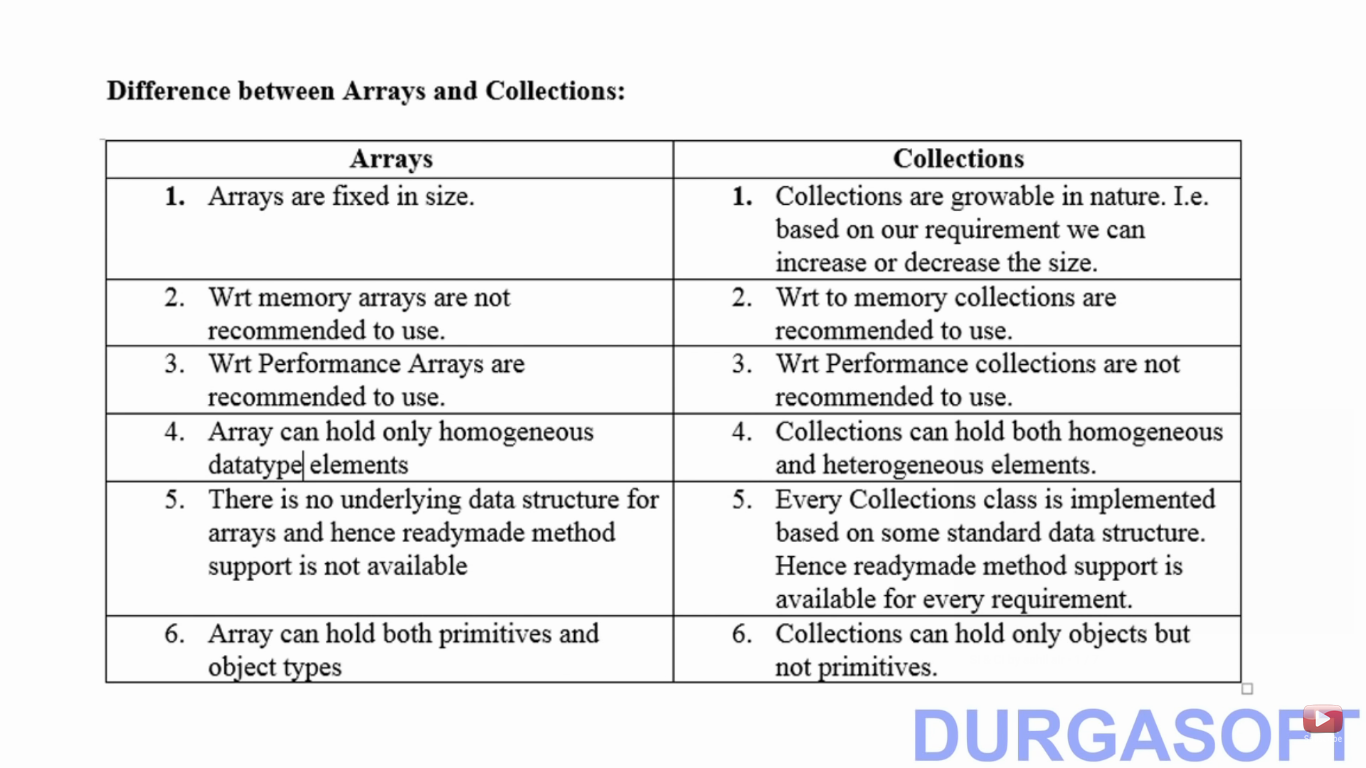 Difference between Arrays and Collections:
Arrays
Collections
1. Arrays are fixed in size.
1. Collections are growable in nature. I.e.
based on our requirement we can
increase or decrease the size.
2. Wrt memory arrays are not
recommended to use.
2. Wrt to memory collections are
recommended to use.
3. Wrt Performance Arrays are
recommended to use.
3. Wrt Performance collections are not
recommended to use.
4. Array can hold only homogeneous
datatype elements
4. Collections can hold both homogeneous
and heterogeneous elements.
5. There is no underlying data structure for
arrays and hence readymade method
support is not available
5. Every Collections class is implemented
based on some standard data structure.
Hence readymade method support is
available for every requirement.
6. Array can hold both primitives and
object types
6. Collections can hold only objects but
not primitives.
DURGASOFT